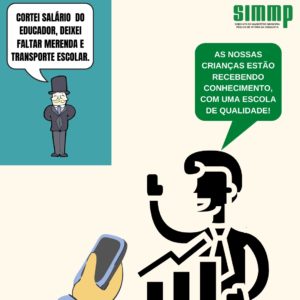 CORTEI SALÁRIO DO
EDUCADOR, DEIXEI
FALTAR MERENDA E
TRANSPORTE ESCOLAR.
SIMMP
AS NOSSAS
CRIANÇAS ESTÃO
RECEBENDO
CONHECIMENTO,
COM UMA ESCOLA
DE QUALIDADE!